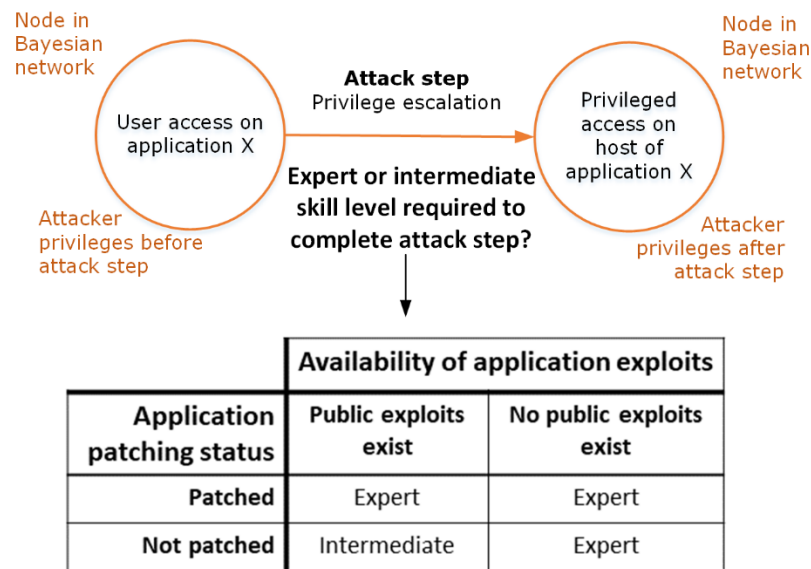 Node in
Bayesian
network
Node in
Bayesian
network
User access on
application X
Attack step
Privilege escalation
Privileged
access on
host of
application X
Expert or intermediate
skill level required to
complete attack step?
Attacker
privileges before
attack step
Attacker
privileges after
attack step
Availability of application exploits
Application
patching status
Public exploits
exist
No public exploits
exist
Patched
Expert
Expert
Not patched
Intermediate
Expert